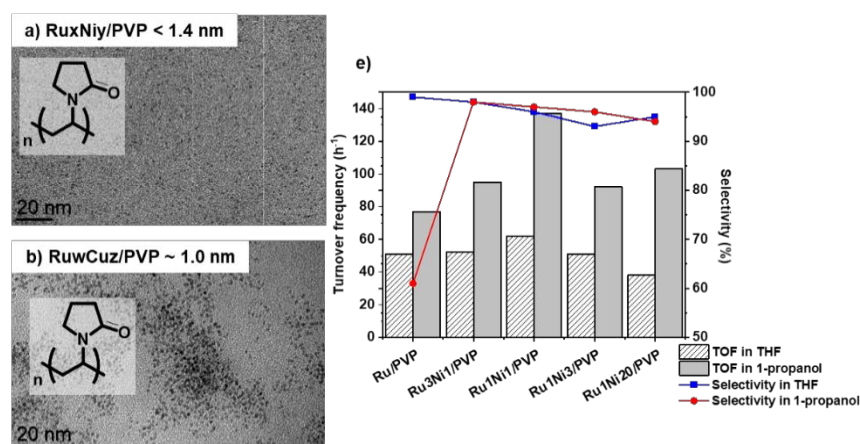 a) RuxNiy/PVP < 1.4 nm
N
O
n
20 nm
b) RuwCuz/PVP ~ 1.0 nm
N
O
n
20 nm
e)
Turnover frequency (h⁻¹)
140
120
100
80
60
40
20
0
100
90
80
70
60
50
Selectivity (%)
Ru/PVP
Ru3Ni1/PVP
Ru1Ni1/PVP
Ru1Ni3/PVP
Ru1Ni20/PVP
TOF in THF
TOF in 1-propanol
Selectivity in THF
Selectivity in 1-propanol